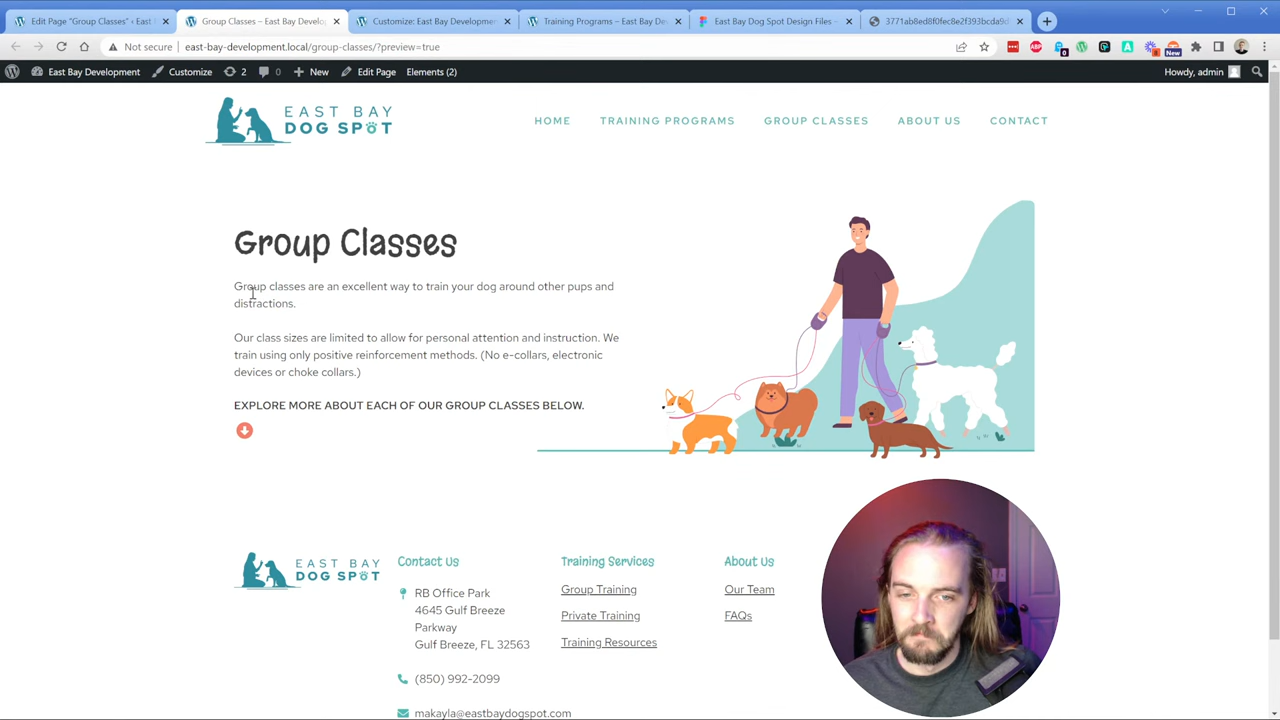 Edit Page "Group Classes" ‹ East
Group Classes – East Bay Develo
Customize: East Bay Developmen
Training Programs – East Bay De
East Bay Dog Spot Design Files –
3771ab8ed8f0fec8e2f393bcda9d
Not secure
east-bay-development.local/group-classes/?preview=true
ABP
0
New
East Bay Development
Customize
2
0
New
Edit Page
Elements (2)
Howdy, admin
EAST BAY
DOG SPOT
HOME
TRAINING PROGRAMS
GROUP CLASSES
ABOUT US
CONTACT
Group Classes
Group classes are an excellent way to train your dog around other pups and
distractions.
Our class sizes are limited to allow for personal attention and instruction. We
train using only positive reinforcement methods. (No e-collars, electronic
devices or choke collars.)
EXPLORE MORE ABOUT EACH OF OUR GROUP CLASSES BELOW.
EAST BAY
DOG SPOT
Contact Us
RB Office Park
4645 Gulf Breeze
Parkway
Gulf Breeze, FL 32563
(850) 992-2099
makayla@eastbaydogspot.com
Training Services
Group Training
Private Training
Training Resources
About Us
Our Team
FAQs